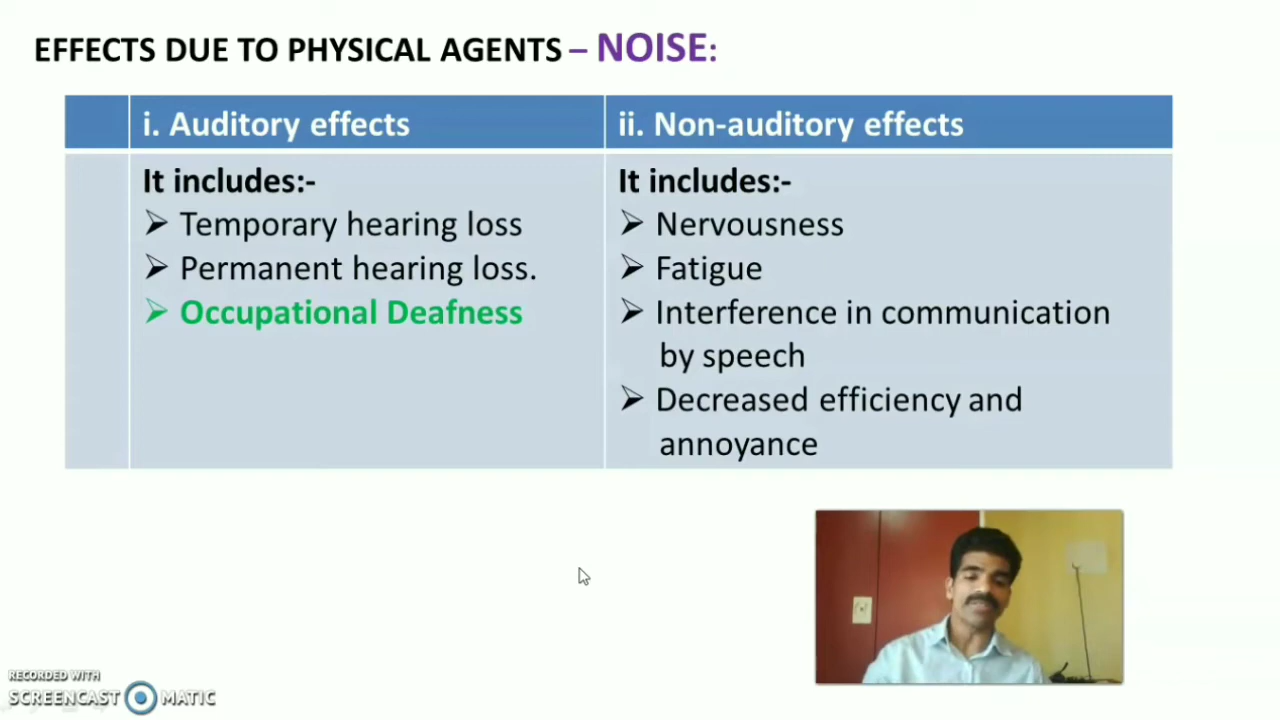 EFFECTS DUE TO PHYSICAL AGENTS – NOISE:
i. Auditory effects
ii. Non-auditory effects
It includes:-
➢ Temporary hearing loss
➢ Permanent hearing loss.
➢ Occupational Deafness
It includes:-
➢ Nervousness
➢ Fatigue
➢ Interference in communication
by speech
➢ Decreased efficiency and
annoyance
RECORDED WITH
SCREENCAST MATIC